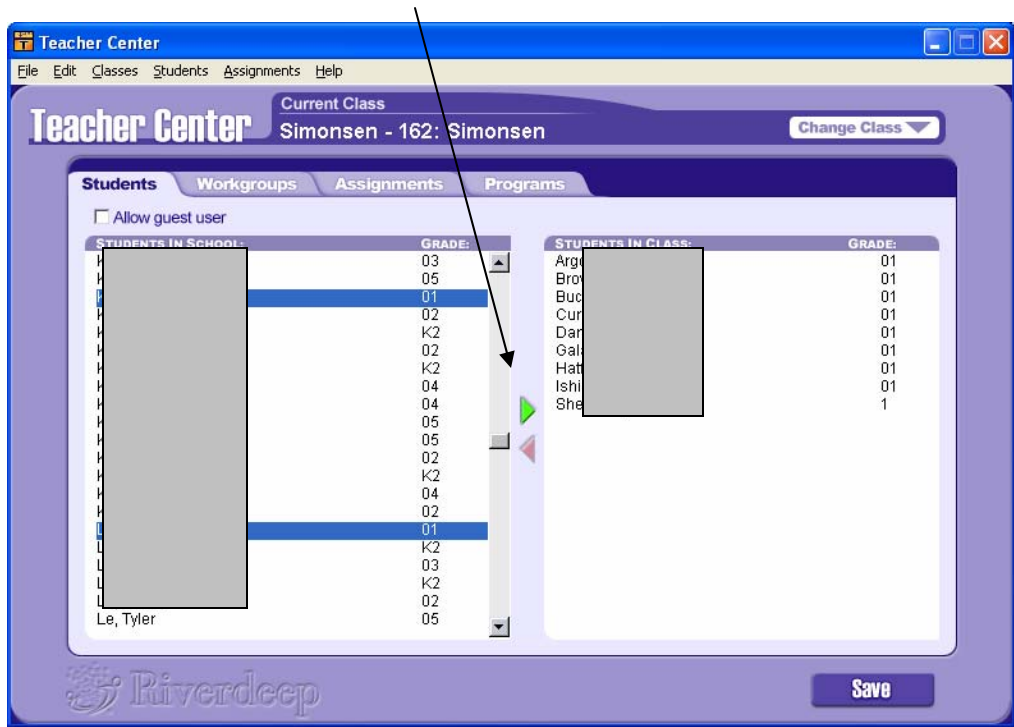 Teacher Center
File Edit Classes Students Assignments Help
Teacher Center
Current Class
Simonsen - 162: Simonsen
Change Class
Students Workgroups Assignments Programs
Allow guest user
STUDENTS IN SCHOOL: GRADE:
03
05
01
02
K2
02
K2
04
04
05
05
02
K2
04
02
01
K2
03
K2
02
Le, Tyler 05
STUDENTS IN CLASS: GRADE:
01
01
01
01
01
01
01
01
1
Riverdeep
Save